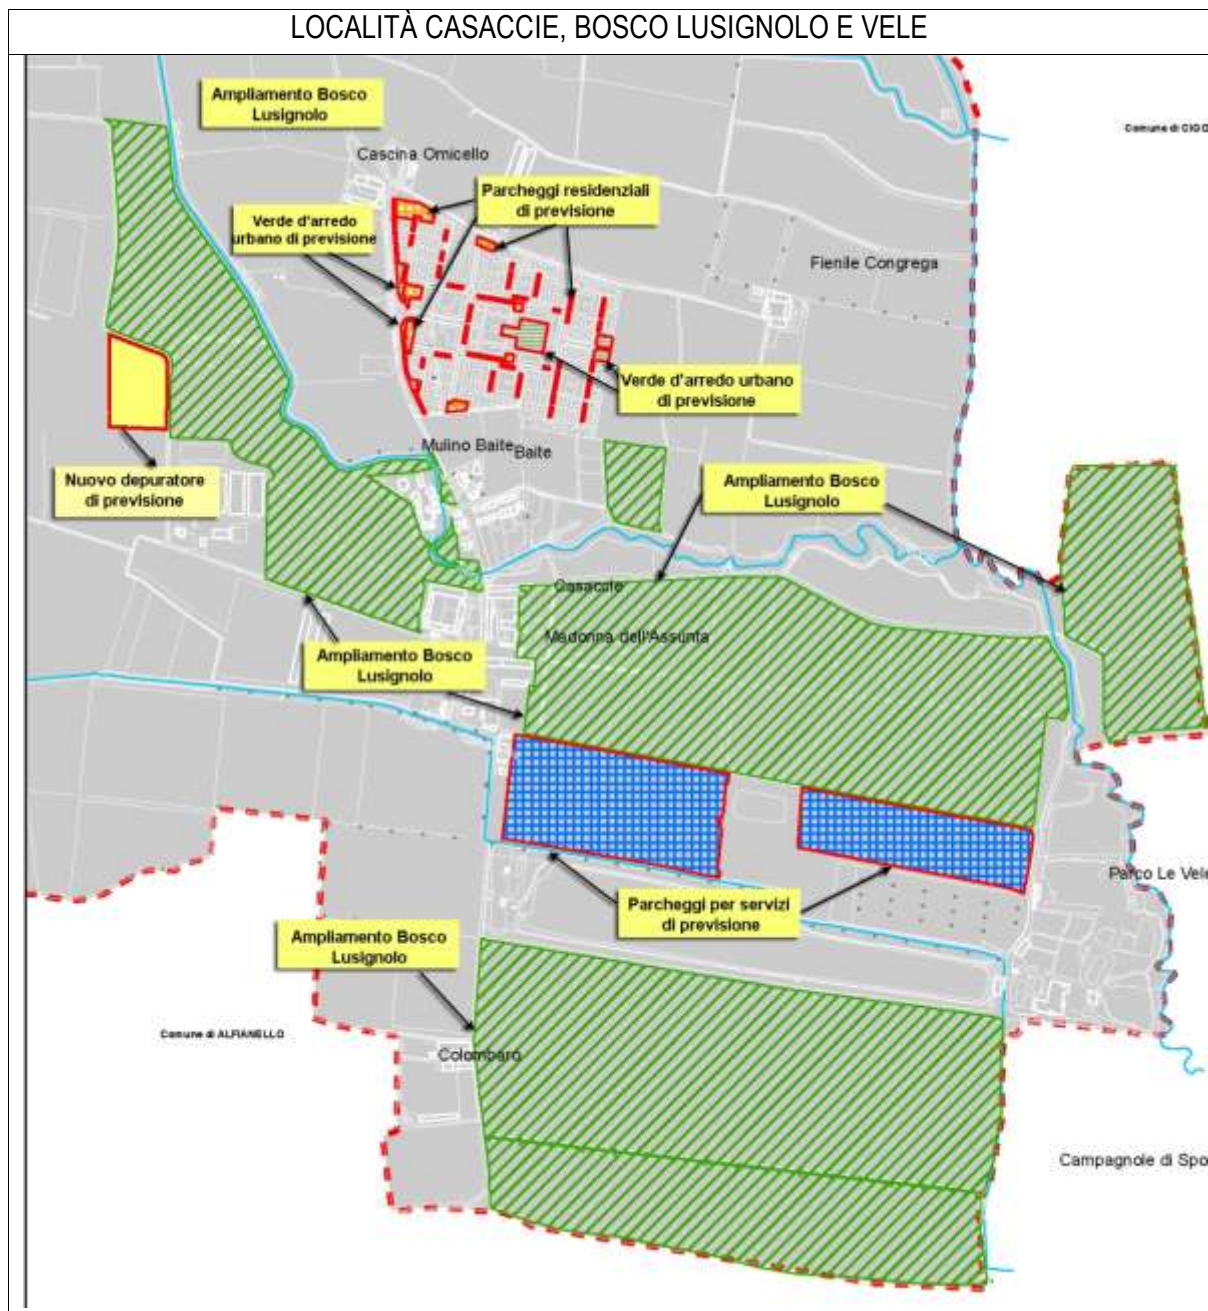 LOCALITÀ CASACCIE, BOSCO LUSIGNOLO E VELE
Ampliamento Bosco
Lusignolo
Comune di
Cascina Omicello
Parcheggi residenziali
di previsione
Verde d'arredo
urbano di previsione
Fienile Congrega
Verde d'arredo urbano
di previsione
Mulino Baite
Baite
Nuovo depuratore
di previsione
Ampliamento Bosco
Lusignolo
Casaccie
Madonna dell'Assunta
Ampliamento Bosco
Lusignolo
Parco Le Vele
Parcheggi per servizi
di previsione
Ampliamento Bosco
Lusignolo
Comune di ALFIANELLO
Colombaro
Campagnole di Spo